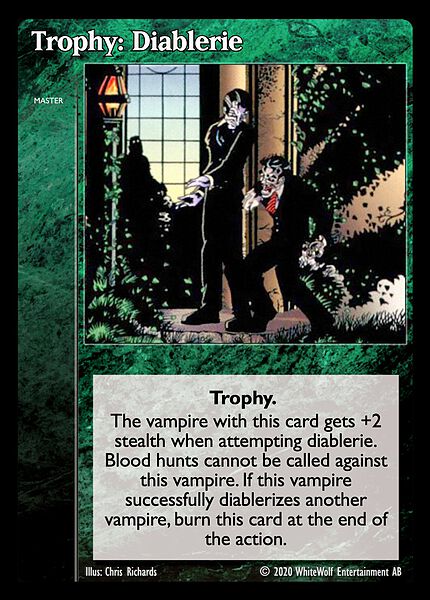 Trophy: Diablerie
MASTER
Trophy.
The vampire with this card gets +2
stealth when attempting diablerie.
Blood hunts cannot be called against
this vampire. If this vampire
successfully diablerizes another
vampire, burn this card at the end of
the action.
Illus: Chris Richards
© 2020 WhiteWolf Entertainment AB